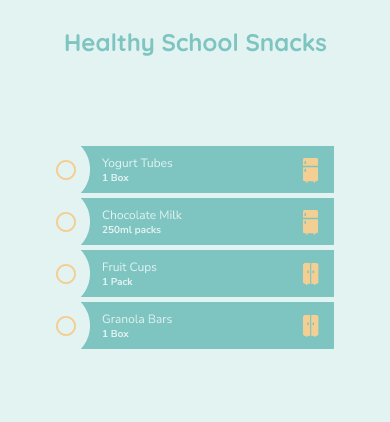 Healthy School Snacks
Yogurt Tubes
1 Box
Chocolate Milk
250ml packs
Fruit Cups
1 Pack
Granola Bars
1 Box